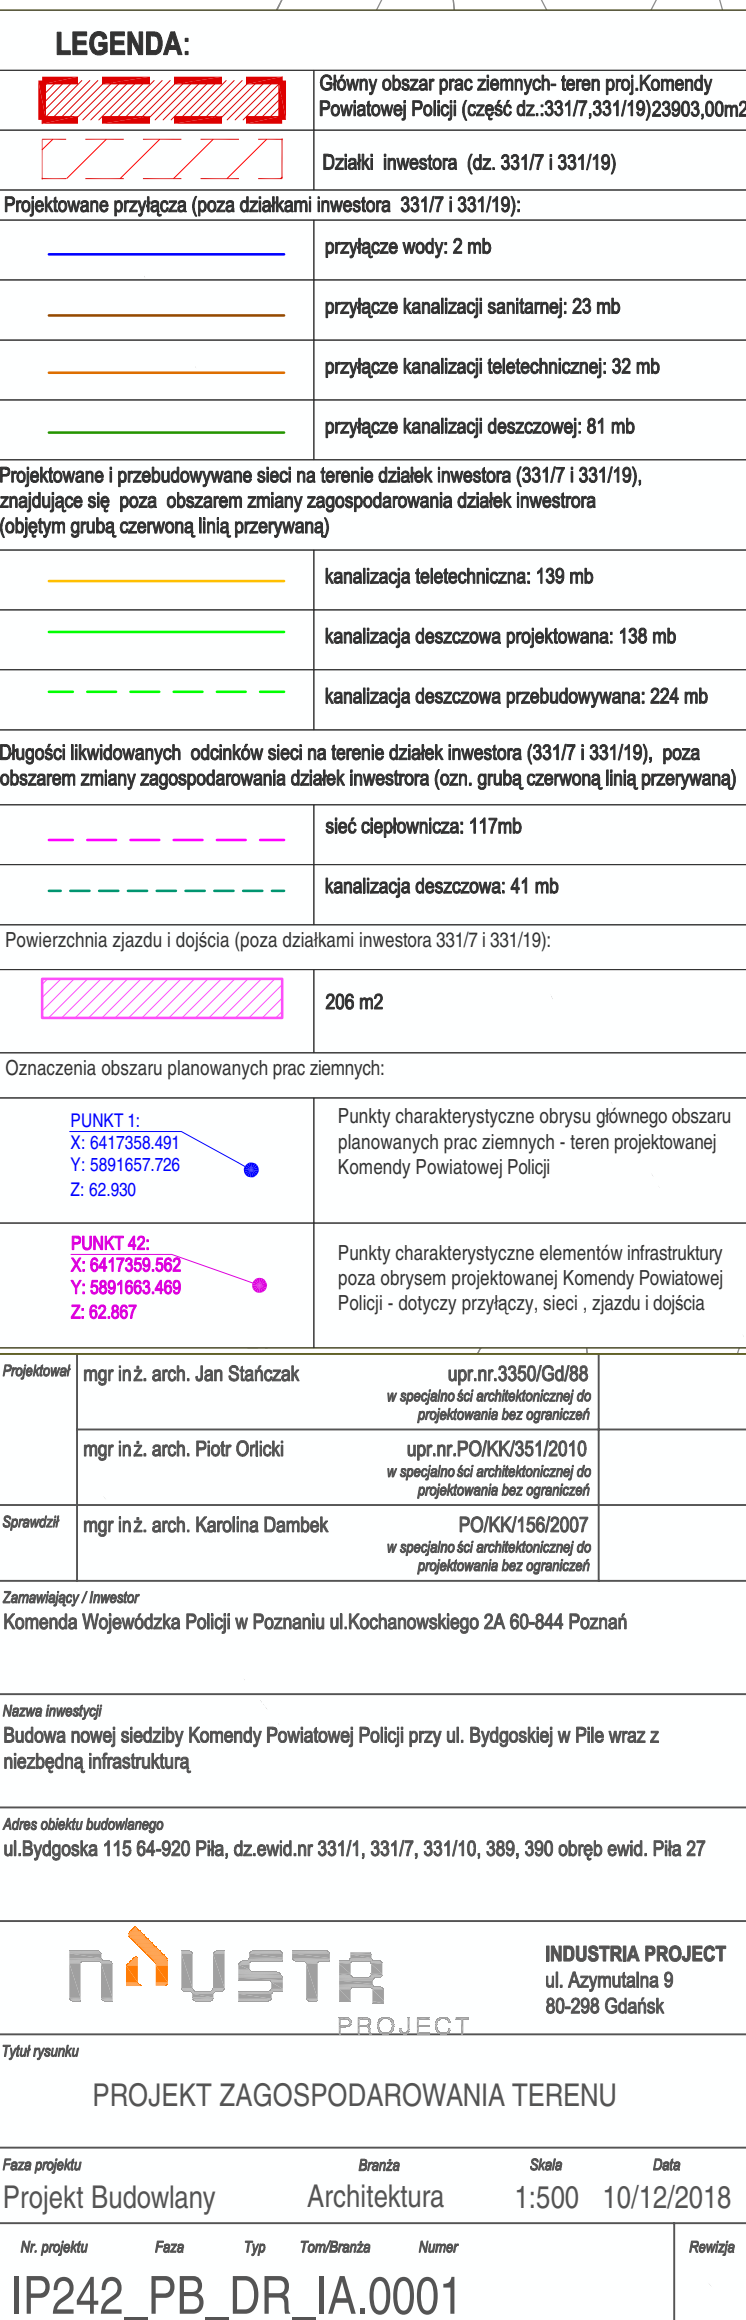 LEGENDA:
Główny obszar prac ziemnych- teren proj.Komendy
Powiatowej Policji (część dz.:331/7,331/19)23903,00m2
Działki inwestora (dz. 331/7 i 331/19)
Projektowane przyłącza (poza działkami inwestora 331/7 i 331/19):
przyłącze wody: 2 mb
przyłącze kanalizacji sanitarnej: 23 mb
przyłącze kanalizacji teletechnicznej: 32 mb
przyłącze kanalizacji deszczowej: 81 mb
Projektowane i przebudowywane sieci na terenie działek inwestora (331/7 i 331/19),
znajdujące się poza obszarem zmiany zagospodarowania działek inwestrora
(objętym grubą czerwoną linią przerywaną)
kanalizacja teletechniczna: 139 mb
kanalizacja deszczowa projektowana: 138 mb
kanalizacja deszczowa przebudowywana: 224 mb
Długości likwidowanych odcinków sieci na terenie działek inwestora (331/7 i 331/19), poza
obszarem zmiany zagospodarowania działek inwestrora (ozn. grubą czerwoną linią przerywaną)
sieć ciepłownicza: 117mb
kanalizacja deszczowa: 41 mb
Powierzchnia zjazdu i dojścia (poza działkami inwestora 331/7 i 331/19):
206 m2
Oznaczenia obszaru planowanych prac ziemnych:
PUNKT 1:
X: 6417358.491
Y: 5891657.726
Z: 62.930
Punkty charakterystyczne obrysu głównego obszaru
planowanych prac ziemnych - teren projektowanej
Komendy Powiatowej Policji
PUNKT 42:
X: 6417359.562
Y: 5891663.469
Z: 62.867
Punkty charakterystyczne elementów infrastruktury
poza obrysem projektowanej Komendy Powiatowej
Policji - dotyczy przyłączy, sieci , zjazdu i dojścia
Projektował mgr inż. arch. Jan Stańczak upr.nr.3350/Gd/88
w specjalności architektonicznej do
projektowania bez ograniczeń
mgr inż. arch. Piotr Orlicki upr.nr.PO/KK/351/2010
w specjalności architektonicznej do
projektowania bez ograniczeń
Sprawdził mgr inż. arch. Karolina Dambek PO/KK/156/2007
w specjalności architektonicznej do
projektowania bez ograniczeń
Zamawiający / Inwestor
Komenda Wojewódzka Policji w Poznaniu ul.Kochanowskiego 2A 60-844 Poznań
Nazwa inwestycji
Budowa nowej siedziby Komendy Powiatowej Policji przy ul. Bydgoskiej w Pile wraz z
niezbędną infrastrukturą
Adres obiektu budowlanego
ul.Bydgoska 115 64-920 Piła, dz.ewid.nr 331/1, 331/7, 331/10, 389, 390 obręb ewid. Piła 27
PROJECT
INDUSTRIA PROJECT
ul. Azymutalna 9
80-298 Gdańsk
Tytuł rysunku
PROJEKT ZAGOSPODAROWANIA TERENU
Faza projektu Branża Skala Data
Projekt Budowlany Architektura 1:500 10/12/2018
Nr. projektu Faza Typ Tom/Branża Numer Rewizja
IP242_PB_DR_IA.0001